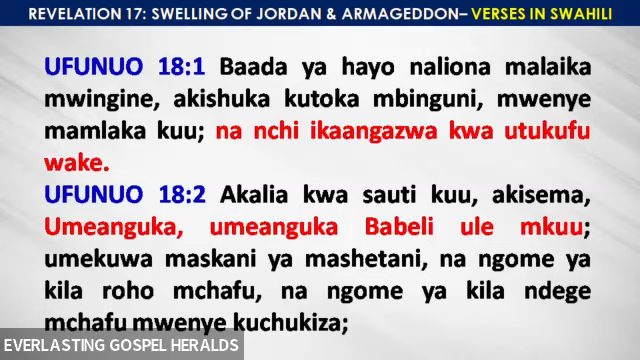 REVELATION 17: SWELLING OF JORDAN & ARMAGEDDON– VERSES IN SWAHILI
UFUNUO 18:1 Baada ya hayo naliona malaika
mwingine, akishuka kutoka mbinguni, mwenye
mamlaka kuu; na nchi ikaangazwa kwa utukufu
wake.
UFUNUO 18:2 Akalia kwa sauti kuu, akisema,
Umeanguka, umeanguka Babeli ule mkuu;
umekuwa maskani ya mashetani, na ngome ya
kila roho mchafu, na ngome ya kila ndege
mchafu mwenye kuchukiza;
EVERLASTING GOSPEL HERALDS